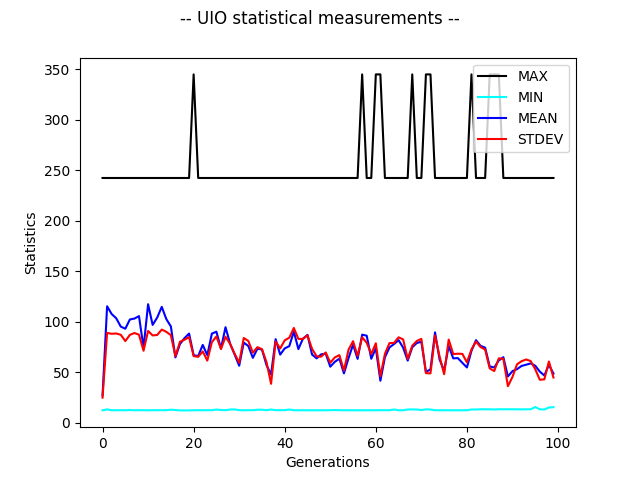 -- UIO statistical measurements --
350
300
250
200
150
100
50
0
Statistics
MAX
MIN
MEAN
STDEV
0 20 40 60 80 100
Generations